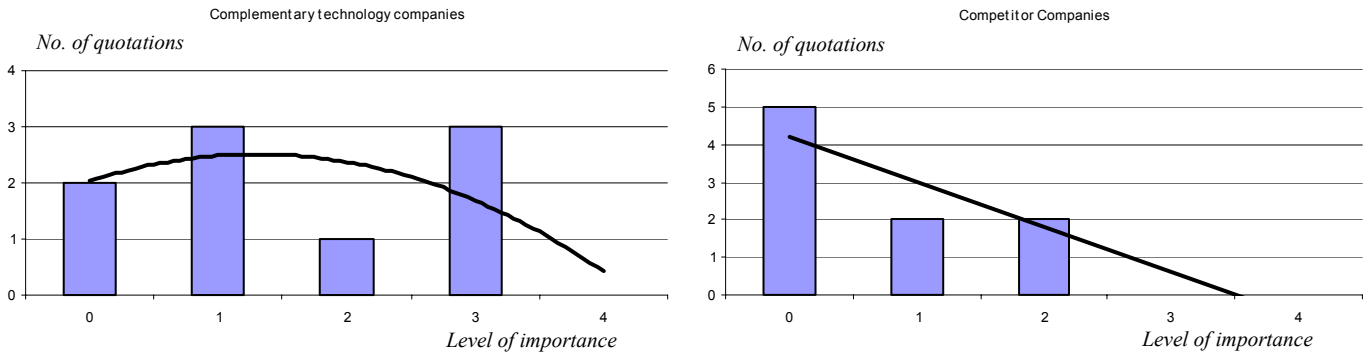 Complementary technology companies
No. of quotations
4
3
2
1
0
0 1 2 3 4
Level of importance
Competitor Companies
No. of quotations
6
5
4
3
2
1
0
0 1 2 3 4
Level of importance